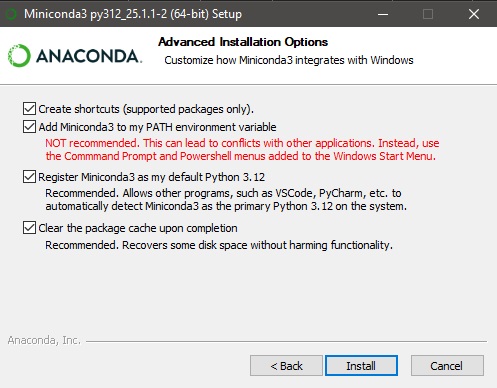 Miniconda3 py312_25.1.1-2 (64-bit) Setup
ANACONDA.
Advanced Installation Options
Customize how Miniconda3 integrates with Windows
Create shortcuts (supported packages only).
Add Miniconda3 to my PATH environment variable
NOT recommended. This can lead to conflicts with other applications. Instead, use
the Commmand Prompt and Powershell menus added to the Windows Start Menu.
Register Miniconda3 as my default Python 3.12
Recommended. Allows other programs, such as VSCode, PyCharm, etc. to
automatically detect Miniconda3 as the primary Python 3.12 on the system.
Clear the package cache upon completion
Recommended. Recovers some disk space without harming functionality.
Anaconda, Inc.
< Back
Install
Cancel